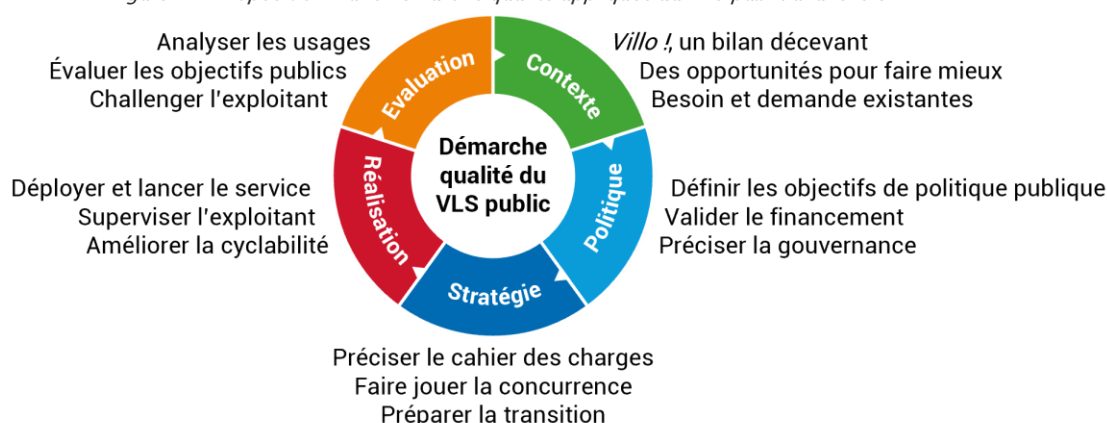 Analyser les usages
Évaluer les objectifs publics
Challenger l'exploitant
Evaluation
Contexte
Villo !, un bilan décevant
Des opportunités pour faire mieux
Besoin et demande existantes
Démarche
qualité du
VLS public
Réalisation
Déployer et lancer le service
Superviser l'exploitant
Améliorer la cyclabilité
Politique
Définir les objectifs de politique publique
Valider le financement
Préciser la gouvernance
Stratégie
Préciser le cahier des charges
Faire jouer la concurrence
Préparer la transition